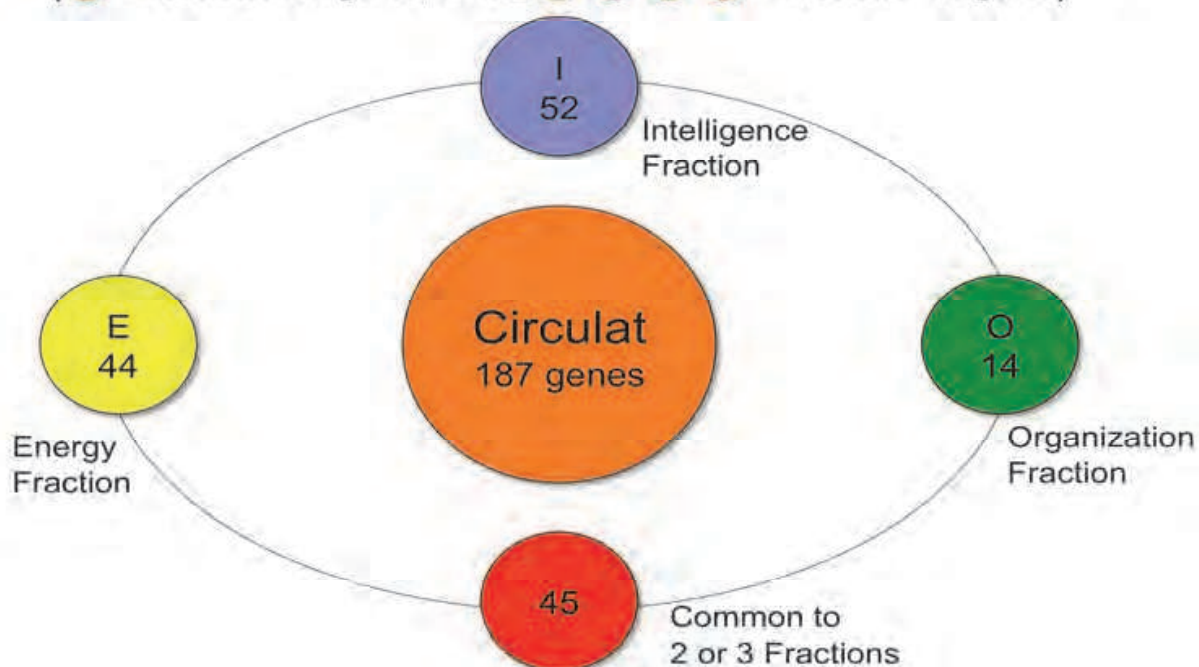 I
52
Intelligence
Fraction
E
44
Energy
Fraction
Circulat
187 genes
O
14
Organization
Fraction
45
Common to
2 or 3 Fractions